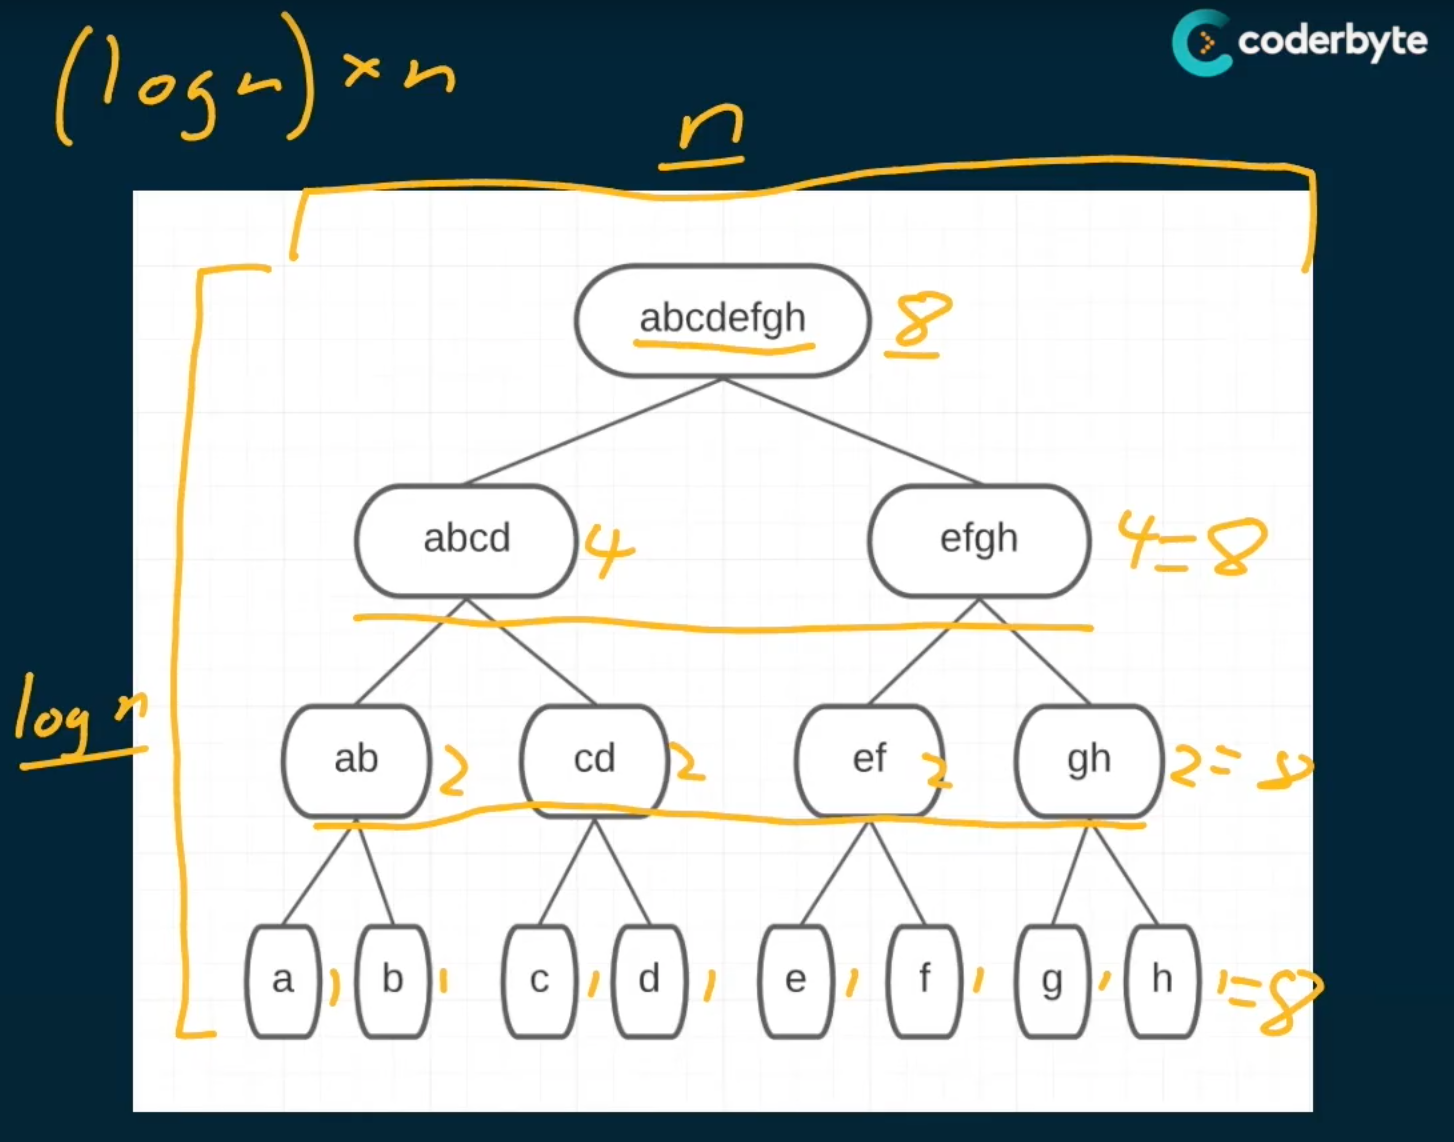 coderbyte
(log n) × n
n
abcdefgh 8
abcd 4 efgh 4 = 8
log n
ab 2 cd 2 ef 2 gh 2 = 8
a 1 b 1 c 1 d 1 e 1 f 1 g 1 h 1 = 8